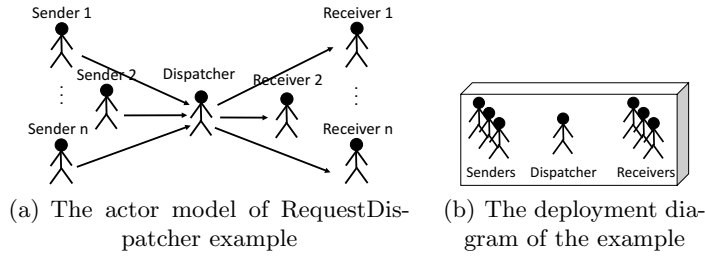 Sender 1
Receiver 1
Sender 2
Dispatcher
Receiver 2
Sender n
Receiver n
Senders
Dispatcher
Receivers
(a) The actor model of RequestDis-
patcher example
(b) The deployment dia-
gram of the example